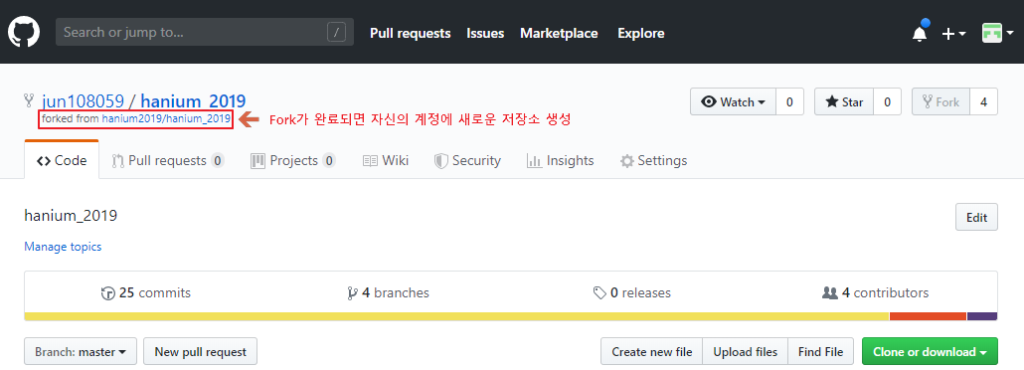 Search or jump to... / Pull requests Issues Marketplace Explore
jun108059 / hanium_2019 Watch 0 Star 0 Fork 4
forked from hanium2019/hanium_2019 Fork가 완료되면 자신의 계정에 새로운 저장소 생성
Code Pull requests 0 Projects 0 Wiki Security Insights Settings
hanium_2019 Edit
Manage topics
25 commits 4 branches 0 releases 4 contributors
Branch: master New pull request Create new file Upload files Find File Clone or download